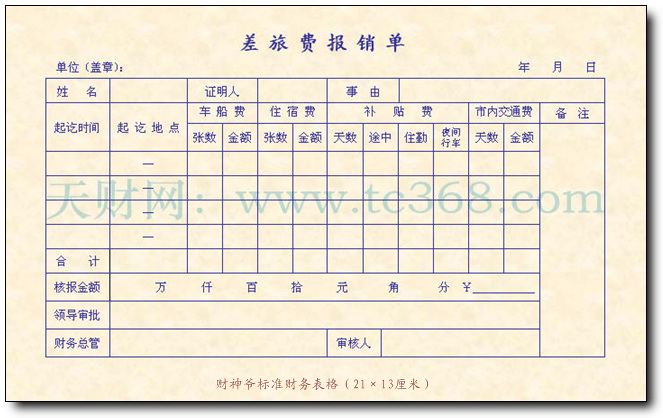 差旅费报销单
单位(盖章): 年 月 日
姓 名 证明人 事 由
起讫时间 起 讫 地 点 车 船 费 住 宿 费 补 贴 费 市内交通费 备 注
张数 金额 张数 金额 天数 途中 住勤 夜间行车 天数 金额
—
—
天财网: www.tc368.com
—
—
合 计
核报金额 万 仟 百 拾 元 角 分 ¥
领导审批
财务总管 审核人
财神爷标准财务表格(21×13厘米)